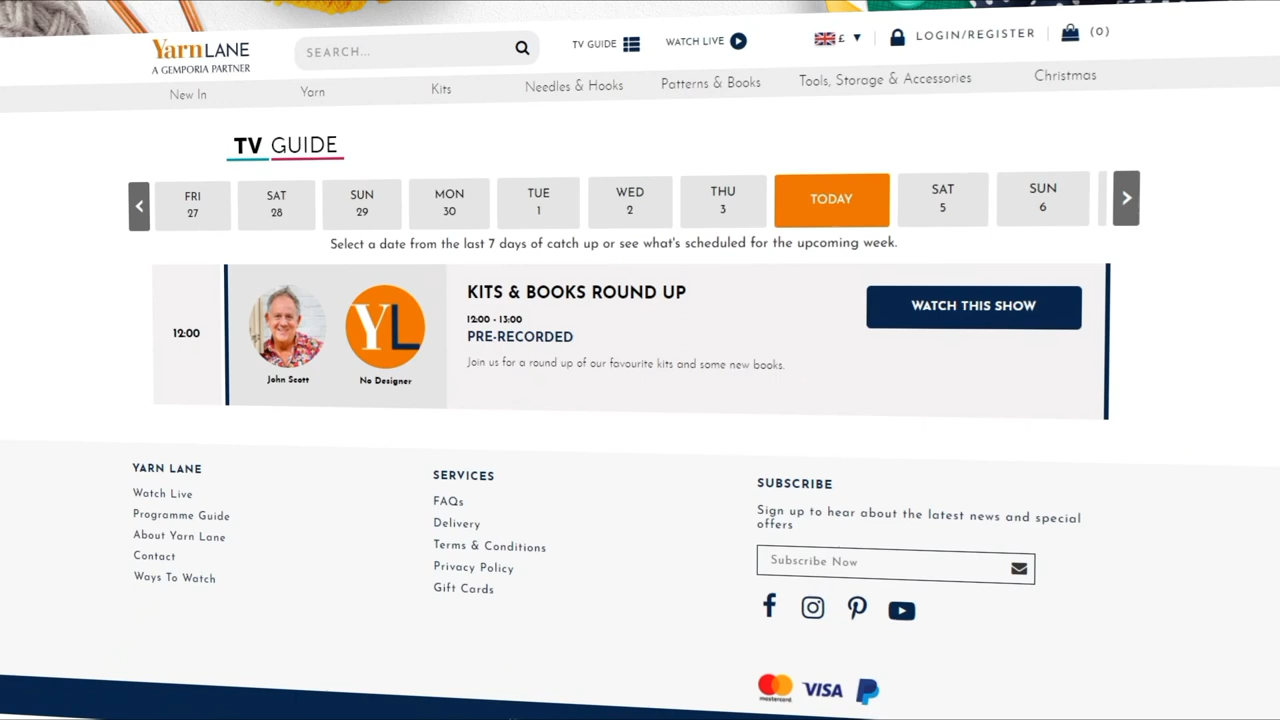 YarnLANE
A GEMPORIA PARTNER
SEARCH...
TV GUIDE
WATCH LIVE
£
LOGIN/REGISTER
(0)
New In
Yarn
Kits
Needles & Hooks
Patterns & Books
Tools, Storage & Accessories
Christmas
TV GUIDE
FRI
27
SAT
28
SUN
29
MON
30
TUE
1
WED
2
THU
3
TODAY
SAT
5
SUN
6
Select a date from the last 7 days of catch up or see what's scheduled for the upcoming week.
12:00
John Scott
YL
No Designer
KITS & BOOKS ROUND UP
12:00 - 13:00
PRE-RECORDED
Join us for a round up of our favourite kits and some new books.
WATCH THIS SHOW
YARN LANE
Watch Live
Programme Guide
About Yarn Lane
Contact
Ways To Watch
SERVICES
FAQs
Delivery
Terms & Conditions
Privacy Policy
Gift Cards
SUBSCRIBE
Sign up to hear about the latest news and special
offers
Subscribe Now
mastercard
VISA